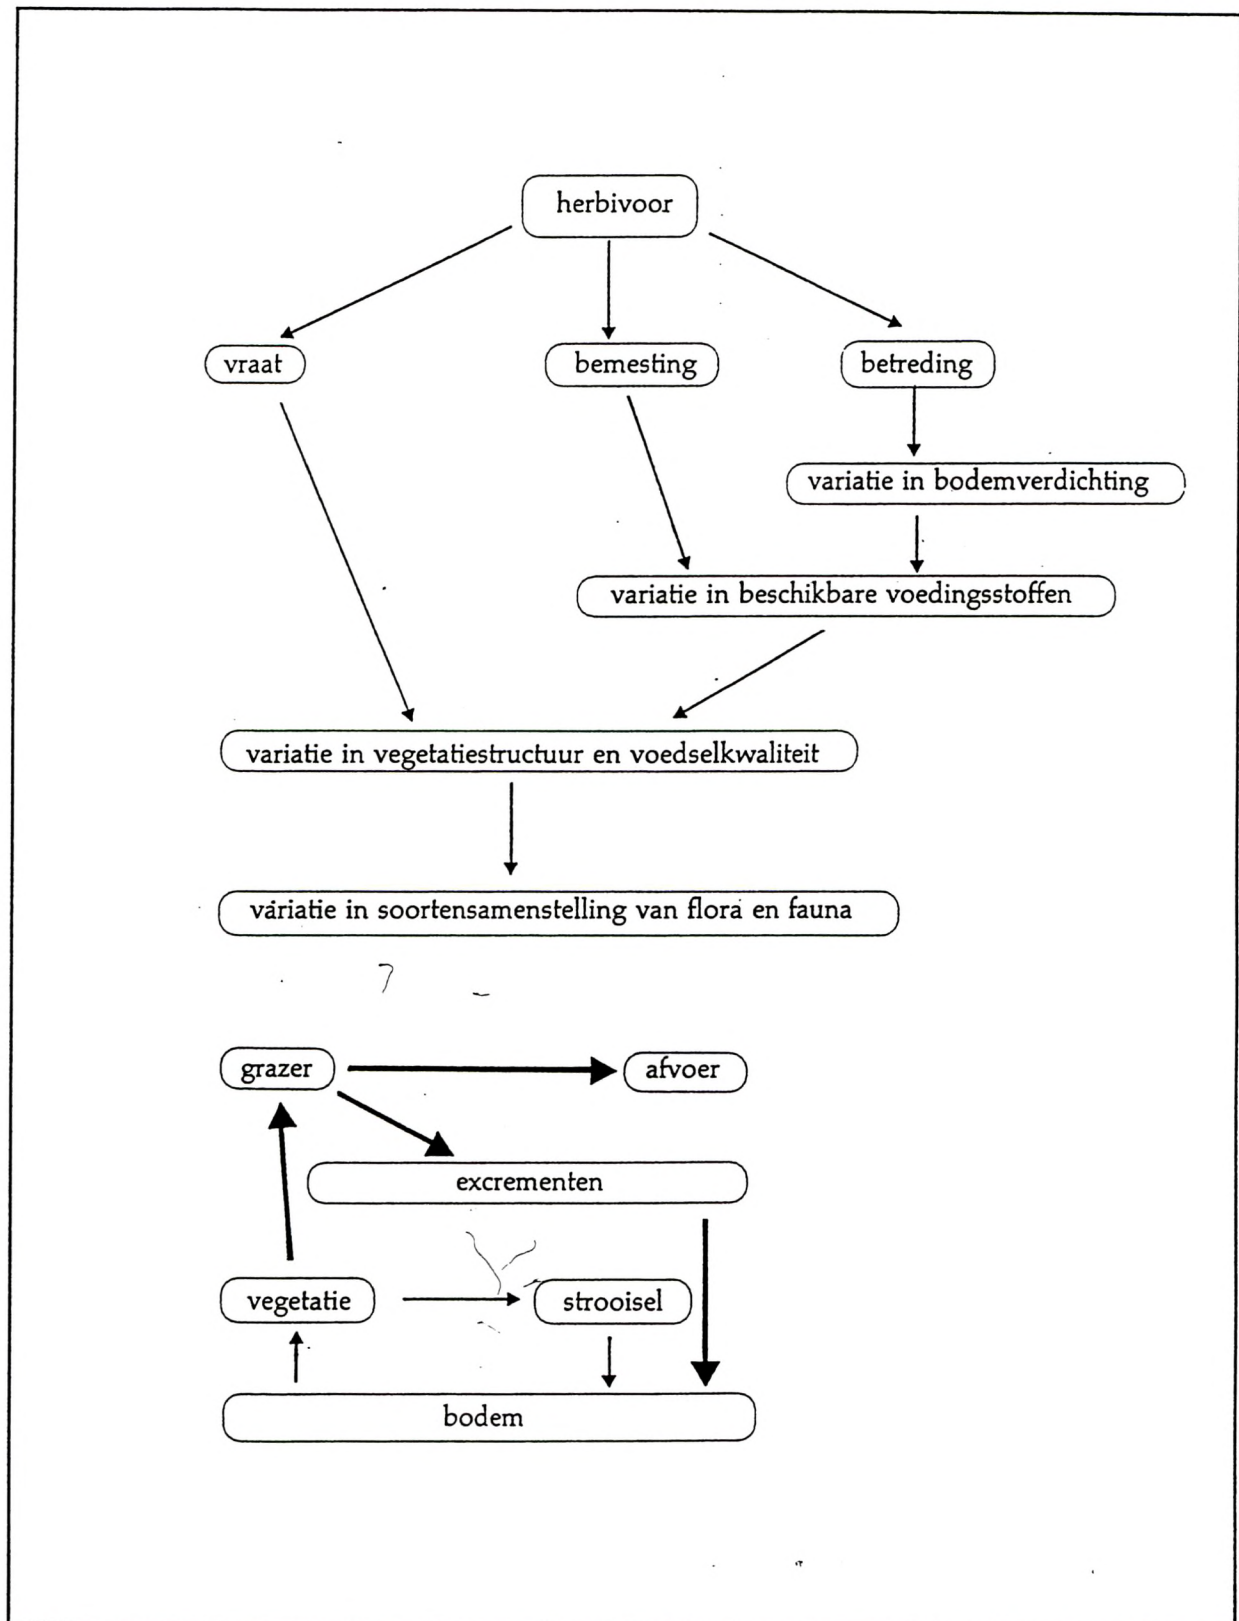 herbivoor
vraat
bemesting
betreding
variatie in bodemverdichting
variatie in beschikbare voedingsstoffen
variatie in vegetatiestructuur en voedselkwaliteit
variatie in soortensamenstelling van flora en fauna
grazer
afvoer
excrementen
vegetatie
strooisel
bodem